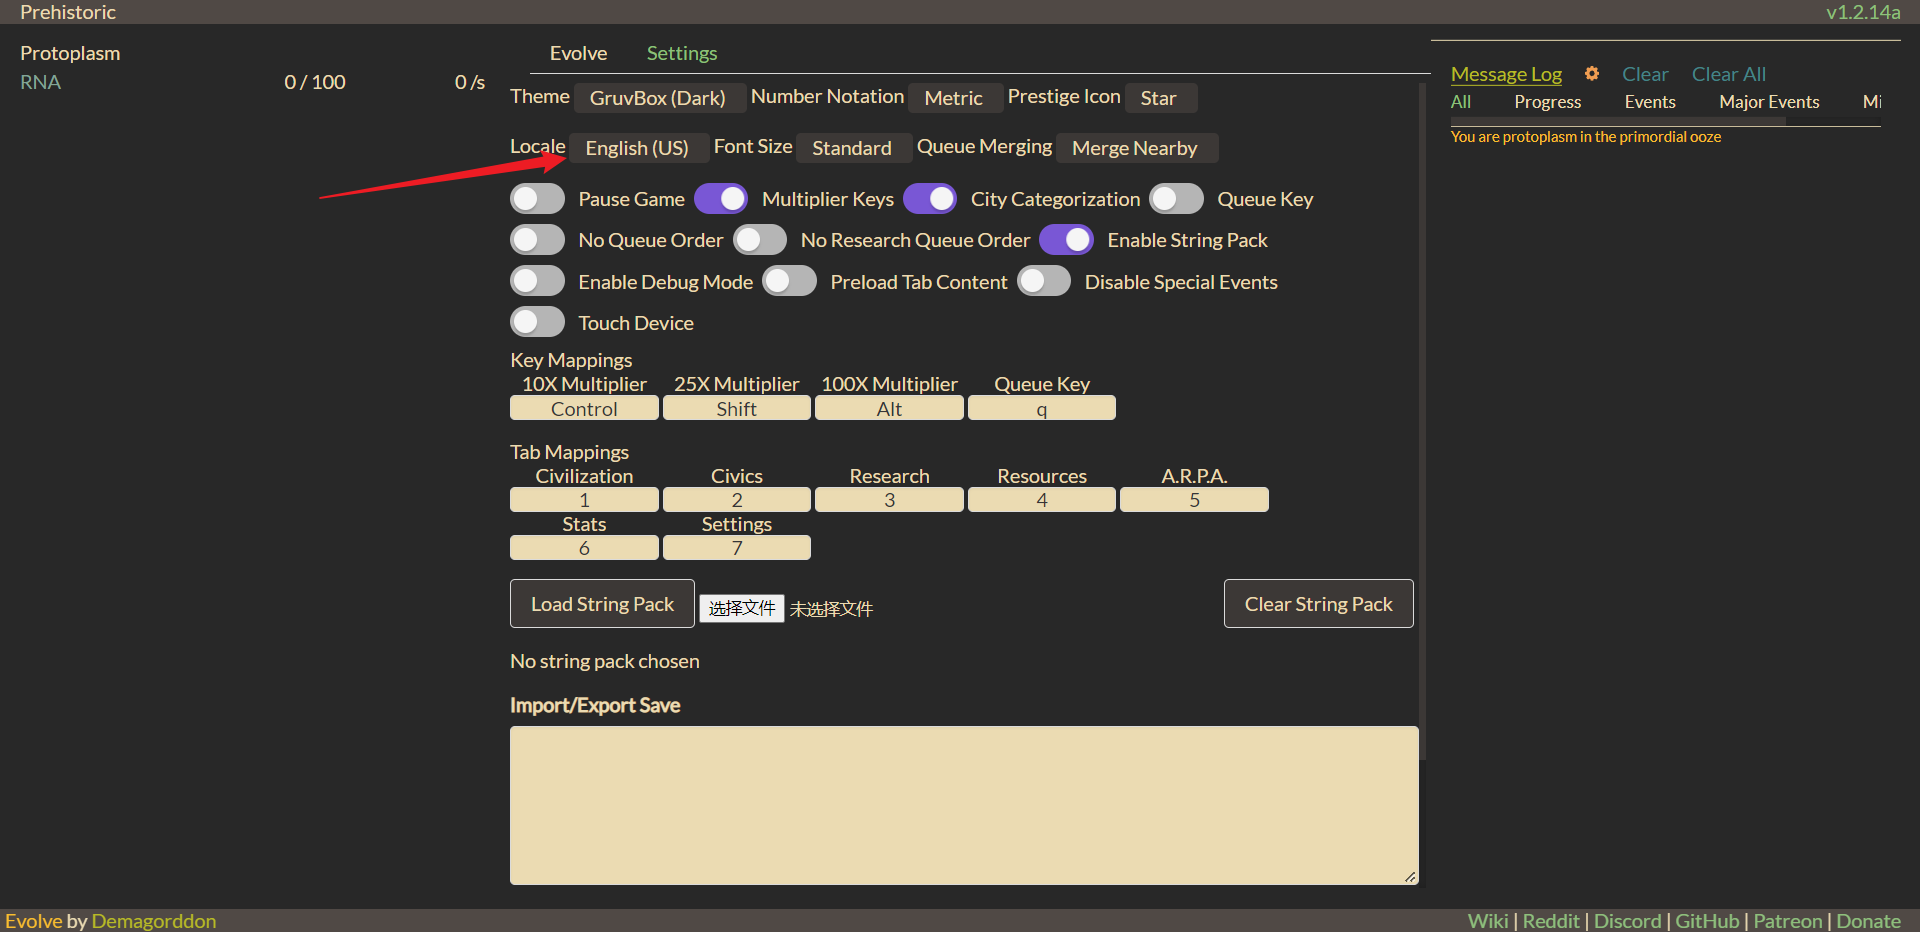 Prehistoric
v1.2.14a
Protoplasm
RNA 0 / 100 0 /s
Evolve Settings
Theme GruvBox (Dark) Number Notation Metric Prestige Icon Star
Locale English (US) Font Size Standard Queue Merging Merge Nearby
Pause Game Multiplier Keys City Categorization Queue Key
No Queue Order No Research Queue Order Enable String Pack
Enable Debug Mode Preload Tab Content Disable Special Events
Touch Device
Key Mappings
10X Multiplier 25X Multiplier 100X Multiplier Queue Key
Control Shift Alt q
Tab Mappings
Civilization Civics Research Resources A.R.P.A.
1 2 3 4 5
Stats Settings
6 7
Load String Pack 选择文件 未选择文件 Clear String Pack
No string pack chosen
Import/Export Save
Message Log Clear Clear All
All Progress Events Major Events Mi
You are protoplasm in the primordial ooze
Evolve by Demagorddon
Wiki | Reddit | Discord | GitHub | Patreon | Donate